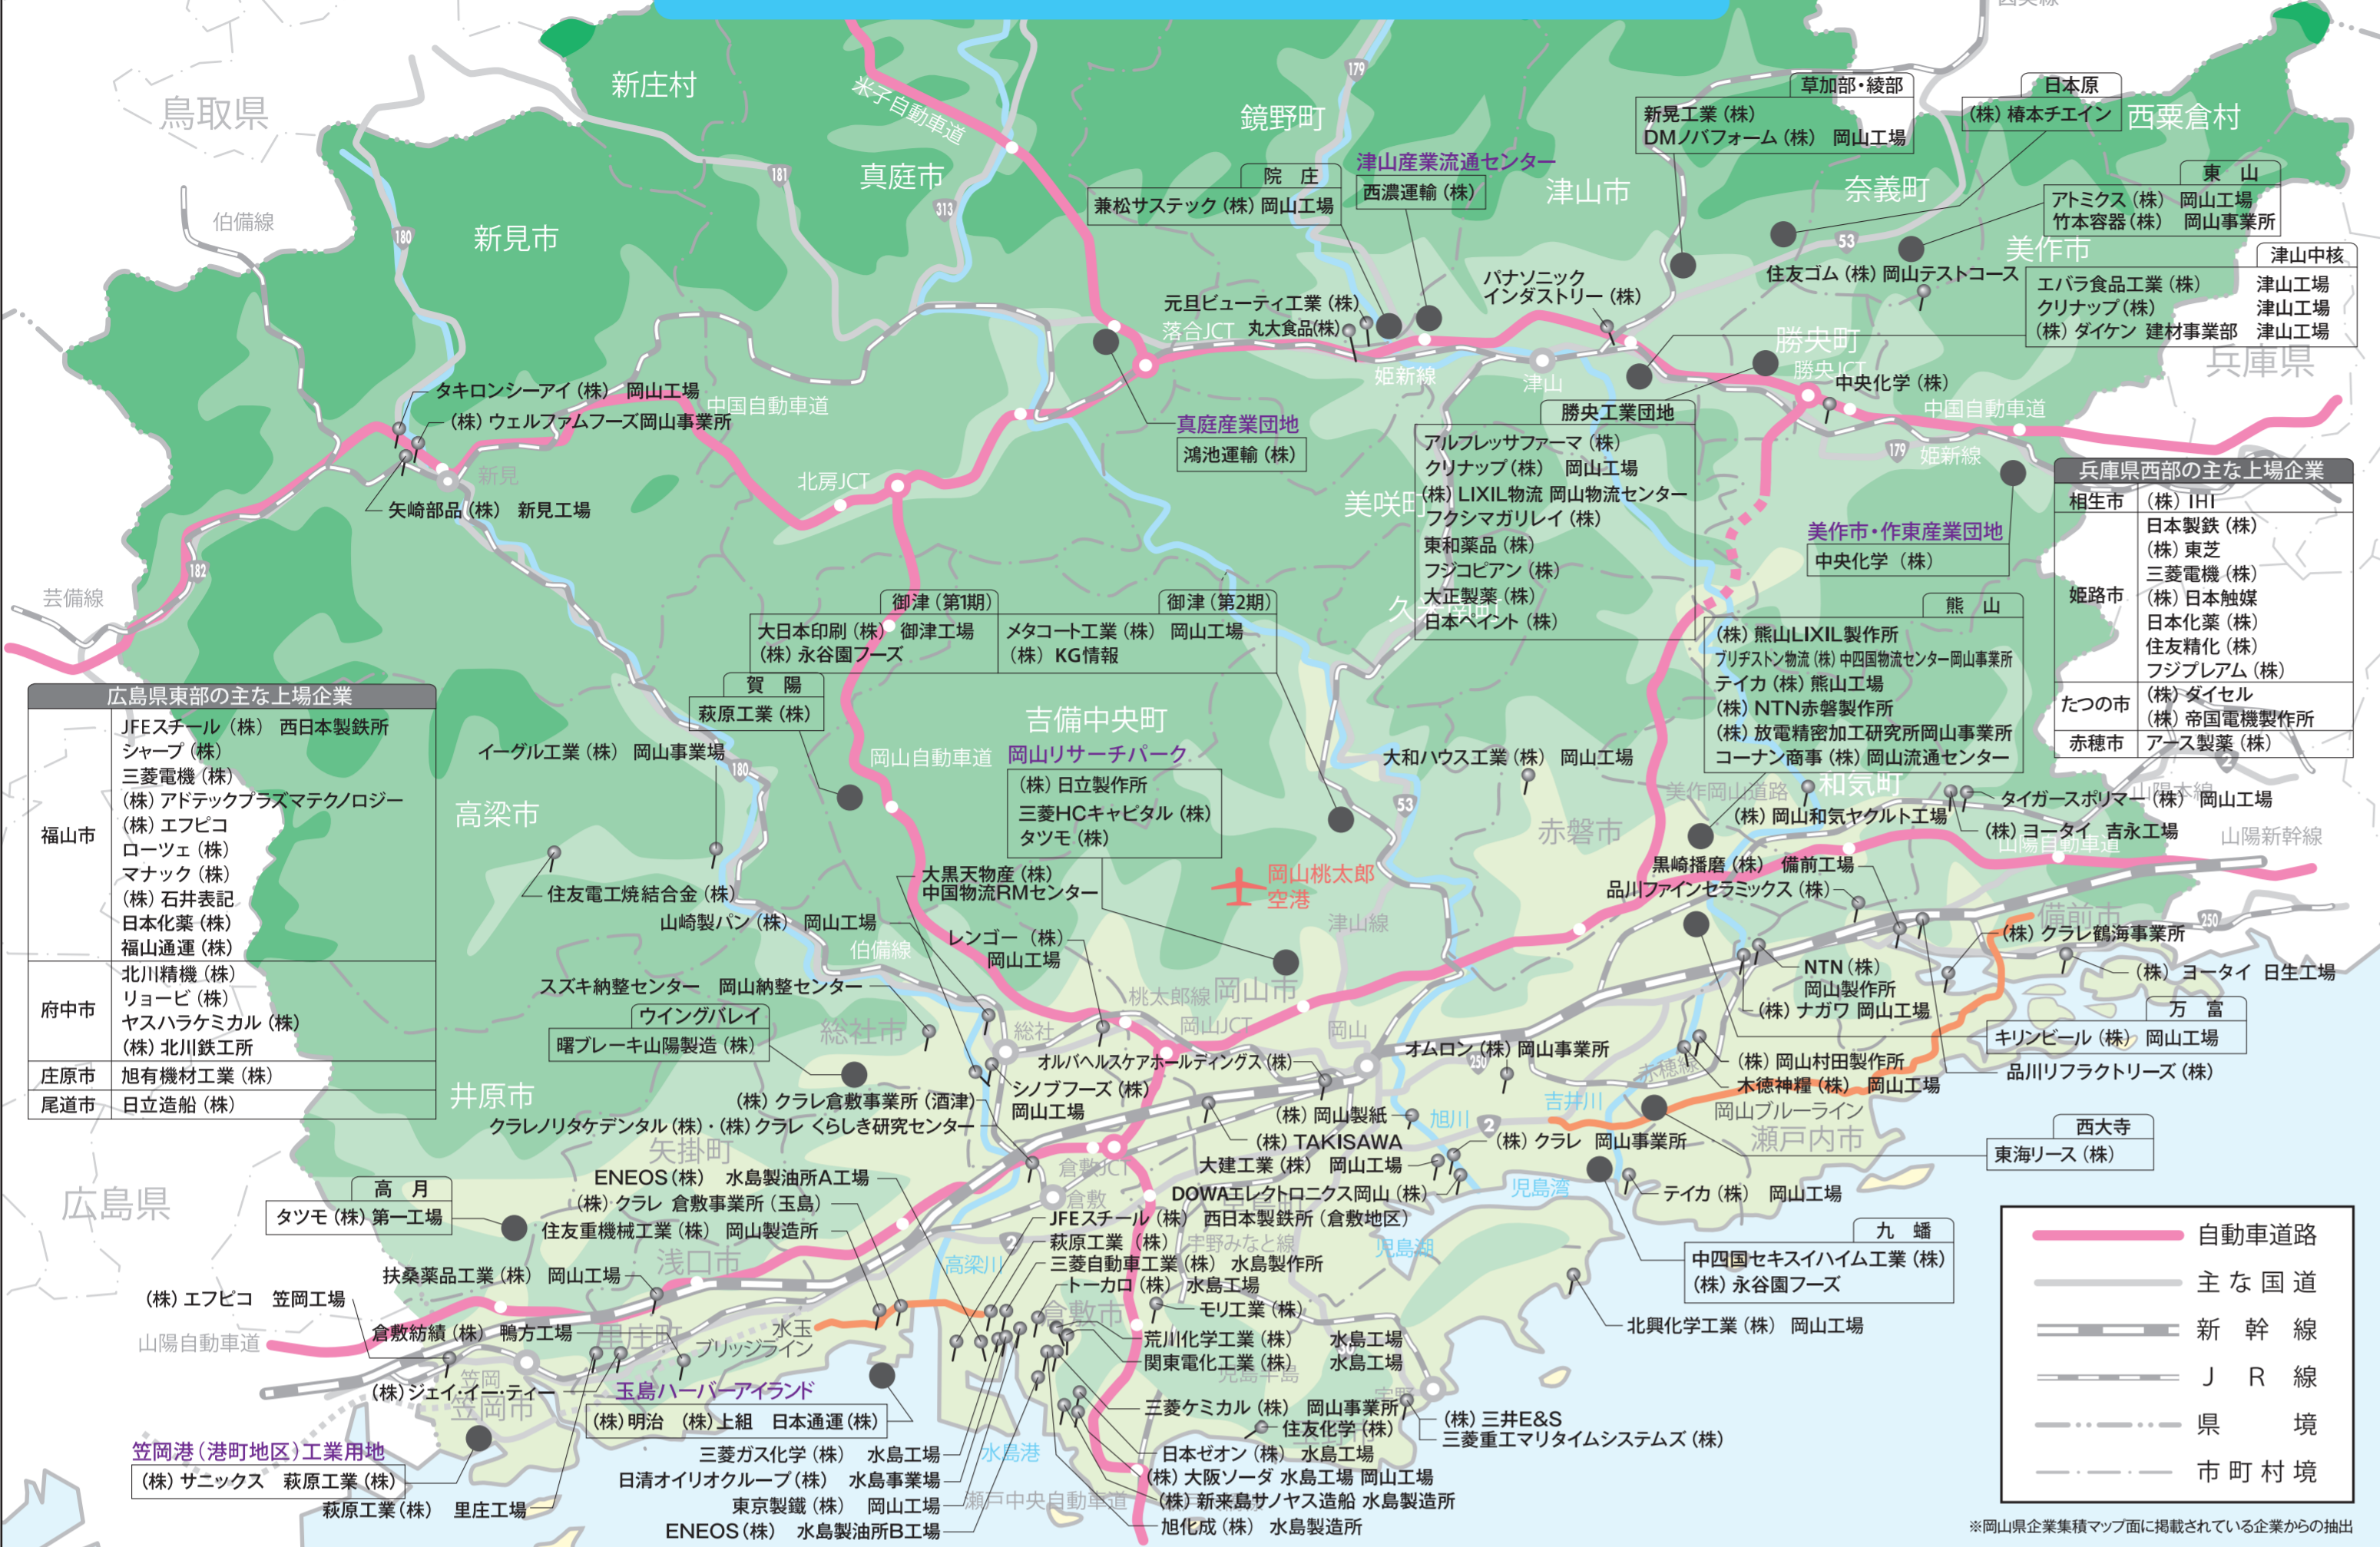 鳥取県
新庄村
米子自動車道
鏡野町
179
草加部・綾部
新晃工業（株）
DMノバフォーム（株） 岡山工場
日本原
（株）椿本チエイン
西粟倉村
伯備線
180
新見市
181
真庭市
313
院　庄
兼松サステック（株）岡山工場
津山産業流通センター
西濃運輸（株）
津山市
奈義町
53
東　山
アトミクス（株） 岡山工場
竹本容器（株） 岡山事業所
美作市
津山中核
エバラ食品工業（株） 津山工場
クリナップ（株） 津山工場
（株）ダイケン 建材事業部 津山工場
住友ゴム（株）岡山テストコース
パナソニック
インダストリー（株）
元旦ビューティ工業（株）
丸大食品（株）
落合JCT
姫新線
津山
勝央町
勝央JCT
中央化学（株）
中国自動車道
179
姫新線
兵庫県
タキロンシーアイ（株） 岡山工場
（株）ウェルファムフーズ岡山事業所
中国自動車道
新見
矢崎部品（株） 新見工場
北房JCT
真庭産業団地
鴻池運輸（株）
美咲町
勝央工業団地
アルフレッサファーマ（株）
クリナップ（株） 岡山工場
（株）LIXIL物流 岡山物流センター
フクシマガリレイ（株）
東和薬品（株）
フジコピアン（株）
大正製薬（株）
日本ペイント（株）
久米南町
美作市・作東産業団地
中央化学（株）
兵庫県西部の主な上場企業
相生市 （株）IHI
姫路市
日本製鉄（株）
（株）東芝
三菱電機（株）
（株）日本触媒
日本化薬（株）
住友精化（株）
フジプレアム（株）
たつの市
（株）ダイセル
（株）帝国電機製作所
赤穂市 アース製薬（株）
182
芸備線
御津（第1期）
大日本印刷（株） 御津工場
（株）永谷園フーズ
御津（第2期）
メタコート工業（株） 岡山工場
（株）KG情報
熊　山
（株）熊山LIXIL製作所
ブリヂストン物流（株）中四国物流センター岡山事業所
テイカ（株）熊山工場
（株）NTN赤磐製作所
（株）放電精密加工研究所岡山事業所
コーナン商事（株）岡山流通センター
広島県東部の主な上場企業
福山市
JFEスチール（株） 西日本製鉄所
シャープ（株）
三菱電機（株）
（株）アドテックプラズマテクノロジー
（株）エフピコ
ローツェ（株）
マナック（株）
（株）石井表記
日本化薬（株）
福山通運（株）
府中市
北川精機（株）
リョービ（株）
ヤスハラケミカル（株）
（株）北川鉄工所
庄原市 旭有機材工業（株）
尾道市 日立造船（株）
賀　陽
萩原工業（株）
吉備中央町
岡山自動車道
岡山リサーチパーク
（株）日立製作所
三菱HCキャピタル（株）
タツモ（株）
イーグル工業（株） 岡山事業場
180
高梁市
住友電工焼結合金（株）
大和ハウス工業（株） 岡山工場
53
赤磐市
美作岡山道路
和気町
（株）岡山和気ヤクルト工場
山陽本線
2
タイガースポリマー（株） 岡山工場
（株）ヨータイ 吉永工場
山陽自動車道
山陽新幹線
黒崎播磨（株） 備前工場
品川ファインセラミックス（株）
岡山桃太郎
空港
大黒天物産（株）
中国物流RMセンター
山崎製パン（株） 岡山工場
伯備線
津山線
備前市
250
レンゴー（株）
岡山工場
（株）クラレ鶴海事業所
NTN（株）
岡山製作所
（株）ヨータイ 日生工場
（株）ナガワ 岡山工場
スズキ納整センター 岡山納整センター
桃太郎線
岡山市
万　富
キリンビール（株） 岡山工場
ウイングバレイ
曙ブレーキ山陽製造（株）
総社市
総社
岡山JCT
岡山
オルバヘルスケアホールディングス（株）
オムロン（株）岡山事業所
250
赤穂線
（株）岡山村田製作所
木徳神糧（株） 岡山工場
品川リフラクトリーズ（株）
井原市
シノブフーズ（株）
岡山工場
（株）クラレ倉敷事業所（酒津）
クラレノリタケデンタル（株）・（株）クラレ くらしき研究センター
（株）岡山製紙
旭川
2
吉井川
岡山ブルーライン
瀬戸内市
西大寺
東海リース（株）
矢掛町
（株）TAKISAWA
（株）クラレ 岡山事業所
大建工業（株） 岡山工場
倉敷JCT
倉敷
ENEOS（株） 水島製油所A工場
（株）クラレ 倉敷事業所（玉島）
住友重機械工業（株） 岡山製造所
DOWAエレクトロニクス岡山（株）
早島町
児島湾
テイカ（株） 岡山工場
広島県
高　月
タツモ（株）第一工場
JFEスチール（株） 西日本製鉄所（倉敷地区）
萩原工業（株）
宇野みなと線
児島湖
三菱自動車工業（株） 水島製作所
2
高梁川
浅口市
九　蟠
中四国セキスイハイム工業（株）
（株）永谷園フーズ
扶桑薬品工業（株） 岡山工場
トーカロ（株） 水島工場
倉敷市
モリ工業（株）
（株）エフピコ 笠岡工場
倉敷紡績（株） 鴨方工場
里庄町
水玉
ブリッジライン
山陽自動車道
荒川化学工業（株） 水島工場
関東電化工業（株） 水島工場
北興化学工業（株） 岡山工場
児島半島
30
宇野
笠岡
笠岡市
（株）ジェイ・イー・ティー
玉島ハーバーアイランド
（株）明治 （株）上組 日本通運（株）
三菱ケミカル（株） 岡山事業所
住友化学（株）
玉野市
（株）三井E&S
三菱重工マリタイムシステムズ（株）
笠岡港（港町地区）工業用地
（株）サニックス 萩原工業（株）
萩原工業（株） 里庄工場
三菱ガス化学（株） 水島工場
日清オイリオグループ（株） 水島事業場
東京製鐵（株） 岡山工場
ENEOS（株） 水島製油所B工場
水島港
瀬戸中央自動車道
日本ゼオン（株） 水島工場
（株）大阪ソーダ 水島工場 岡山工場
（株）新来島サノヤス造船 水島製造所
旭化成（株） 水島製造所
自動車道路
主な国道
新幹線
JR線
県境
市町村境
※岡山県企業集積マップ面に掲載されている企業からの抽出